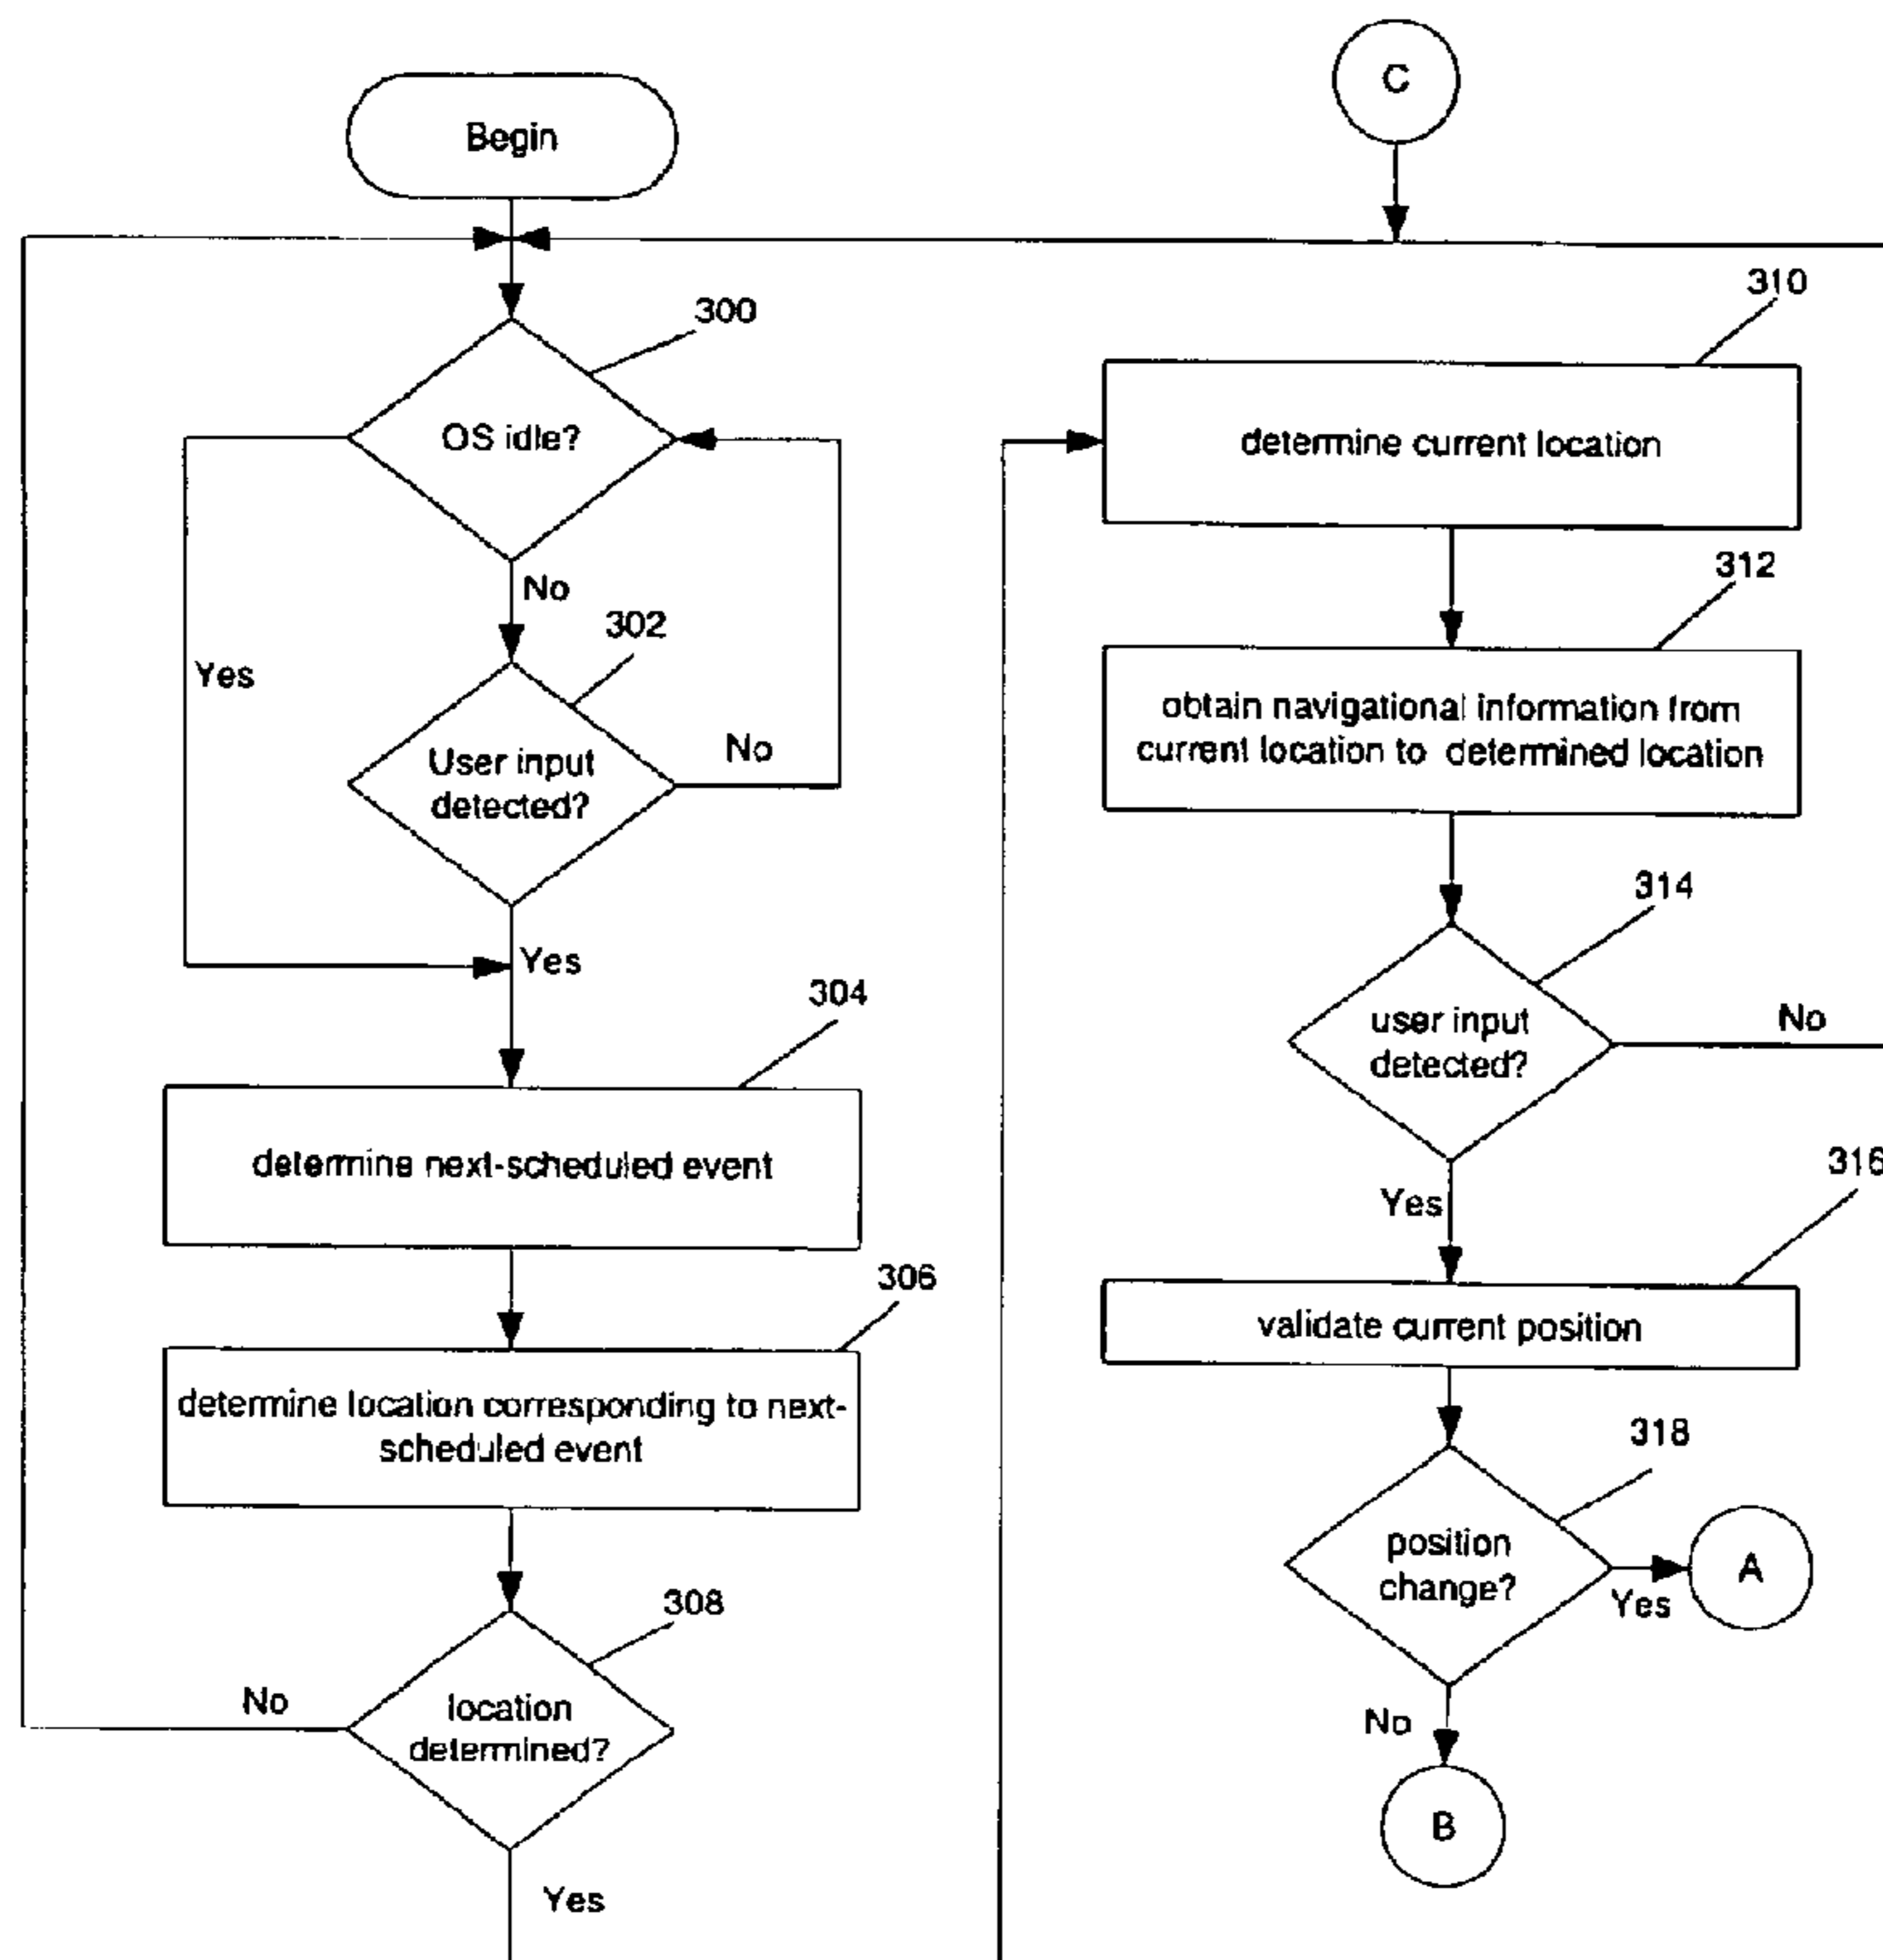 Begin
300
OS idle?
No
302
Yes
User input
detected?
No
Yes
304
determine next-scheduled event
306
determine location corresponding to next-
scheduled event
308
location
determined?
No
Yes
C
310
determine current location
312
obtain navigational information from
current location to determined location
314
user input
detected?
No
Yes
316
validate current position
318
position
change?
Yes
A
No
B